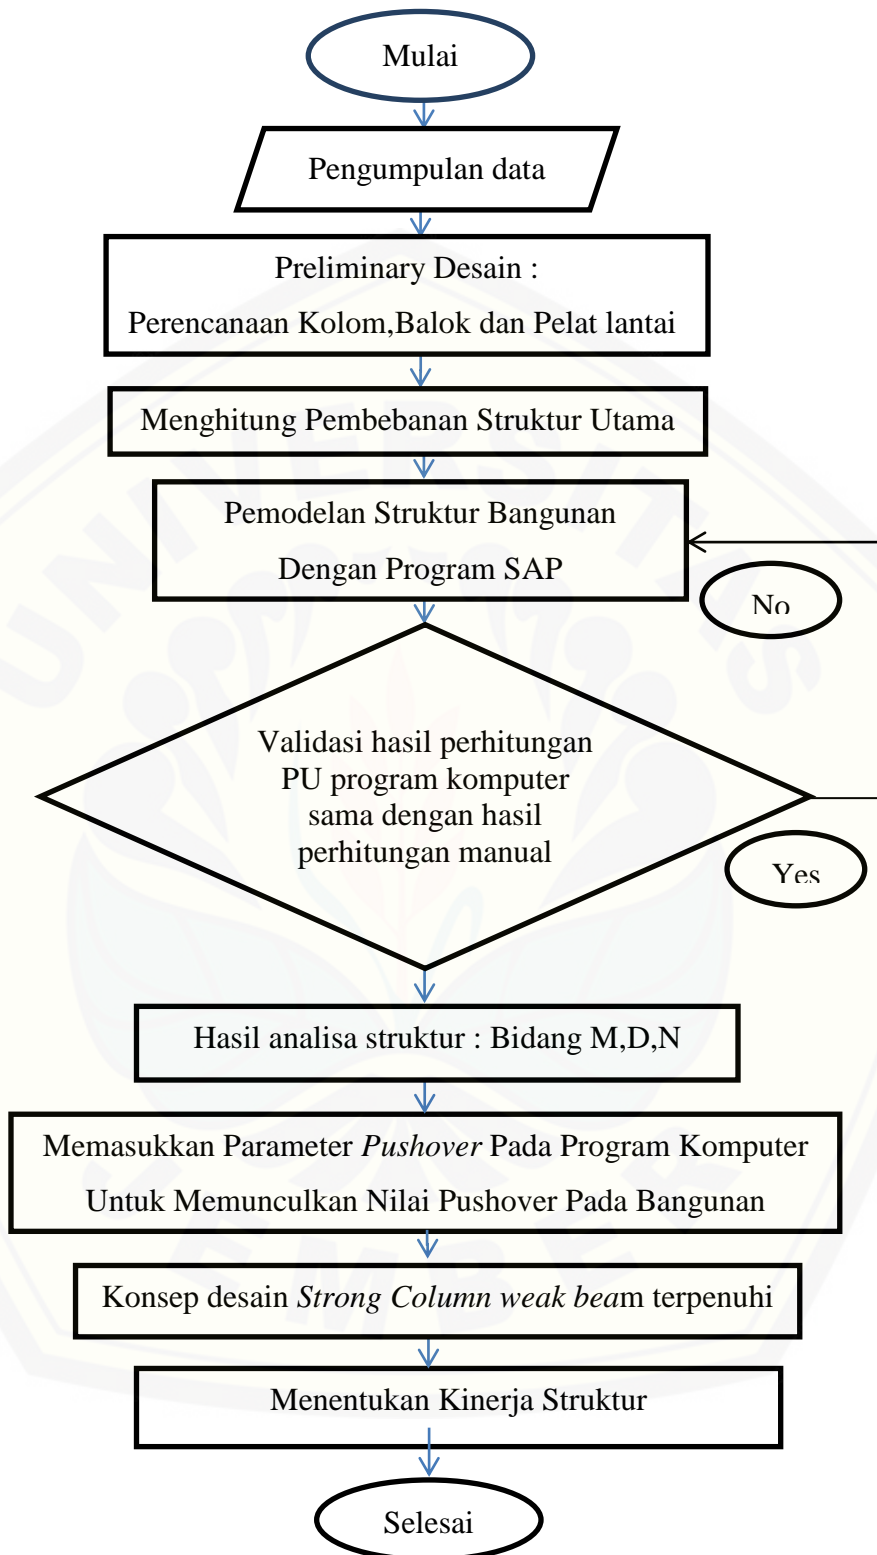 Mulai
Pengumpulan data
Preliminary Desain :
Perencanaan Kolom,Balok dan Pelat lantai
Menghitung Pembebanan Struktur Utama
Pemodelan Struktur Bangunan
Dengan Program SAP
No
Validasi hasil perhitungan
PU program komputer
sama dengan hasil
perhitungan manual
Yes
Hasil analisa struktur : Bidang M,D,N
Memasukkan Parameter Pushover Pada Program Komputer
Untuk Memunculkan Nilai Pushover Pada Bangunan
Konsep desain Strong Column weak beam terpenuhi
Menentukan Kinerja Struktur
Selesai
UNIVERSITAS
JEMBER